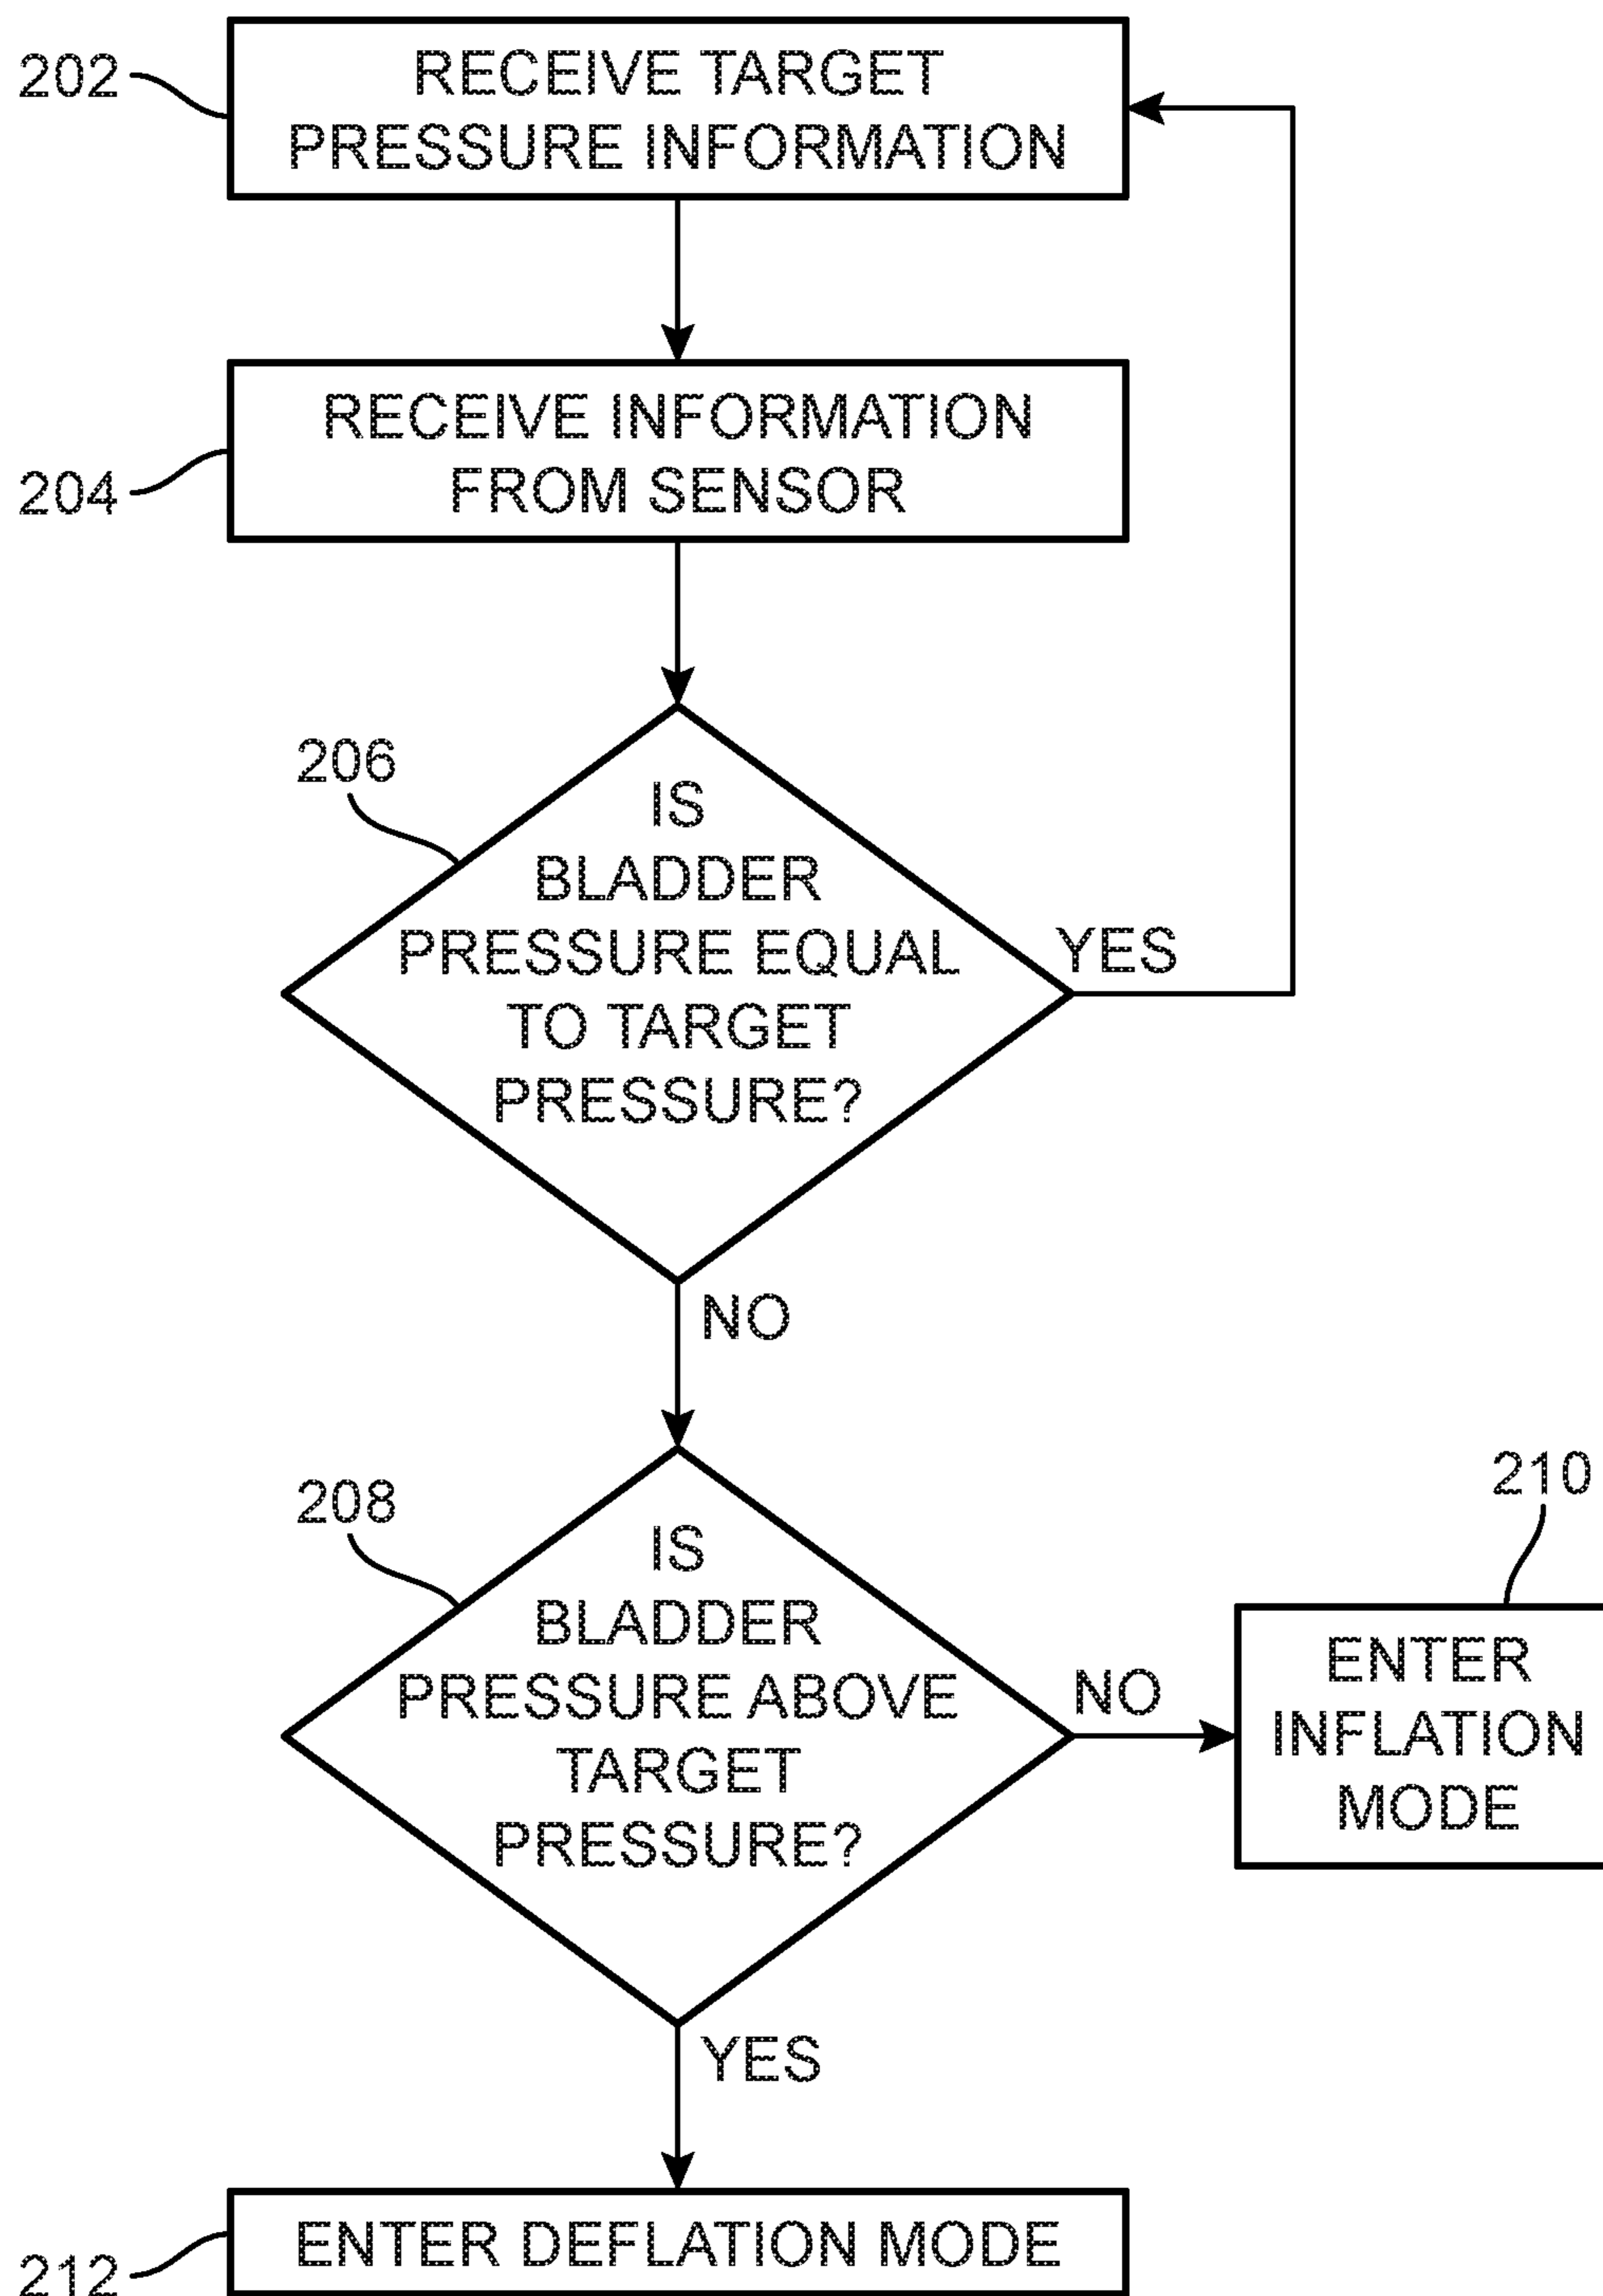 202
RECEIVE TARGET
PRESSURE INFORMATION
204
RECEIVE INFORMATION
FROM SENSOR
206
IS
BLADDER
PRESSURE EQUAL
TO TARGET
PRESSURE?
YES
NO
208
IS
BLADDER
PRESSURE ABOVE
TARGET
PRESSURE?
NO
210
ENTER
INFLATION
MODE
YES
212
ENTER DEFLATION MODE